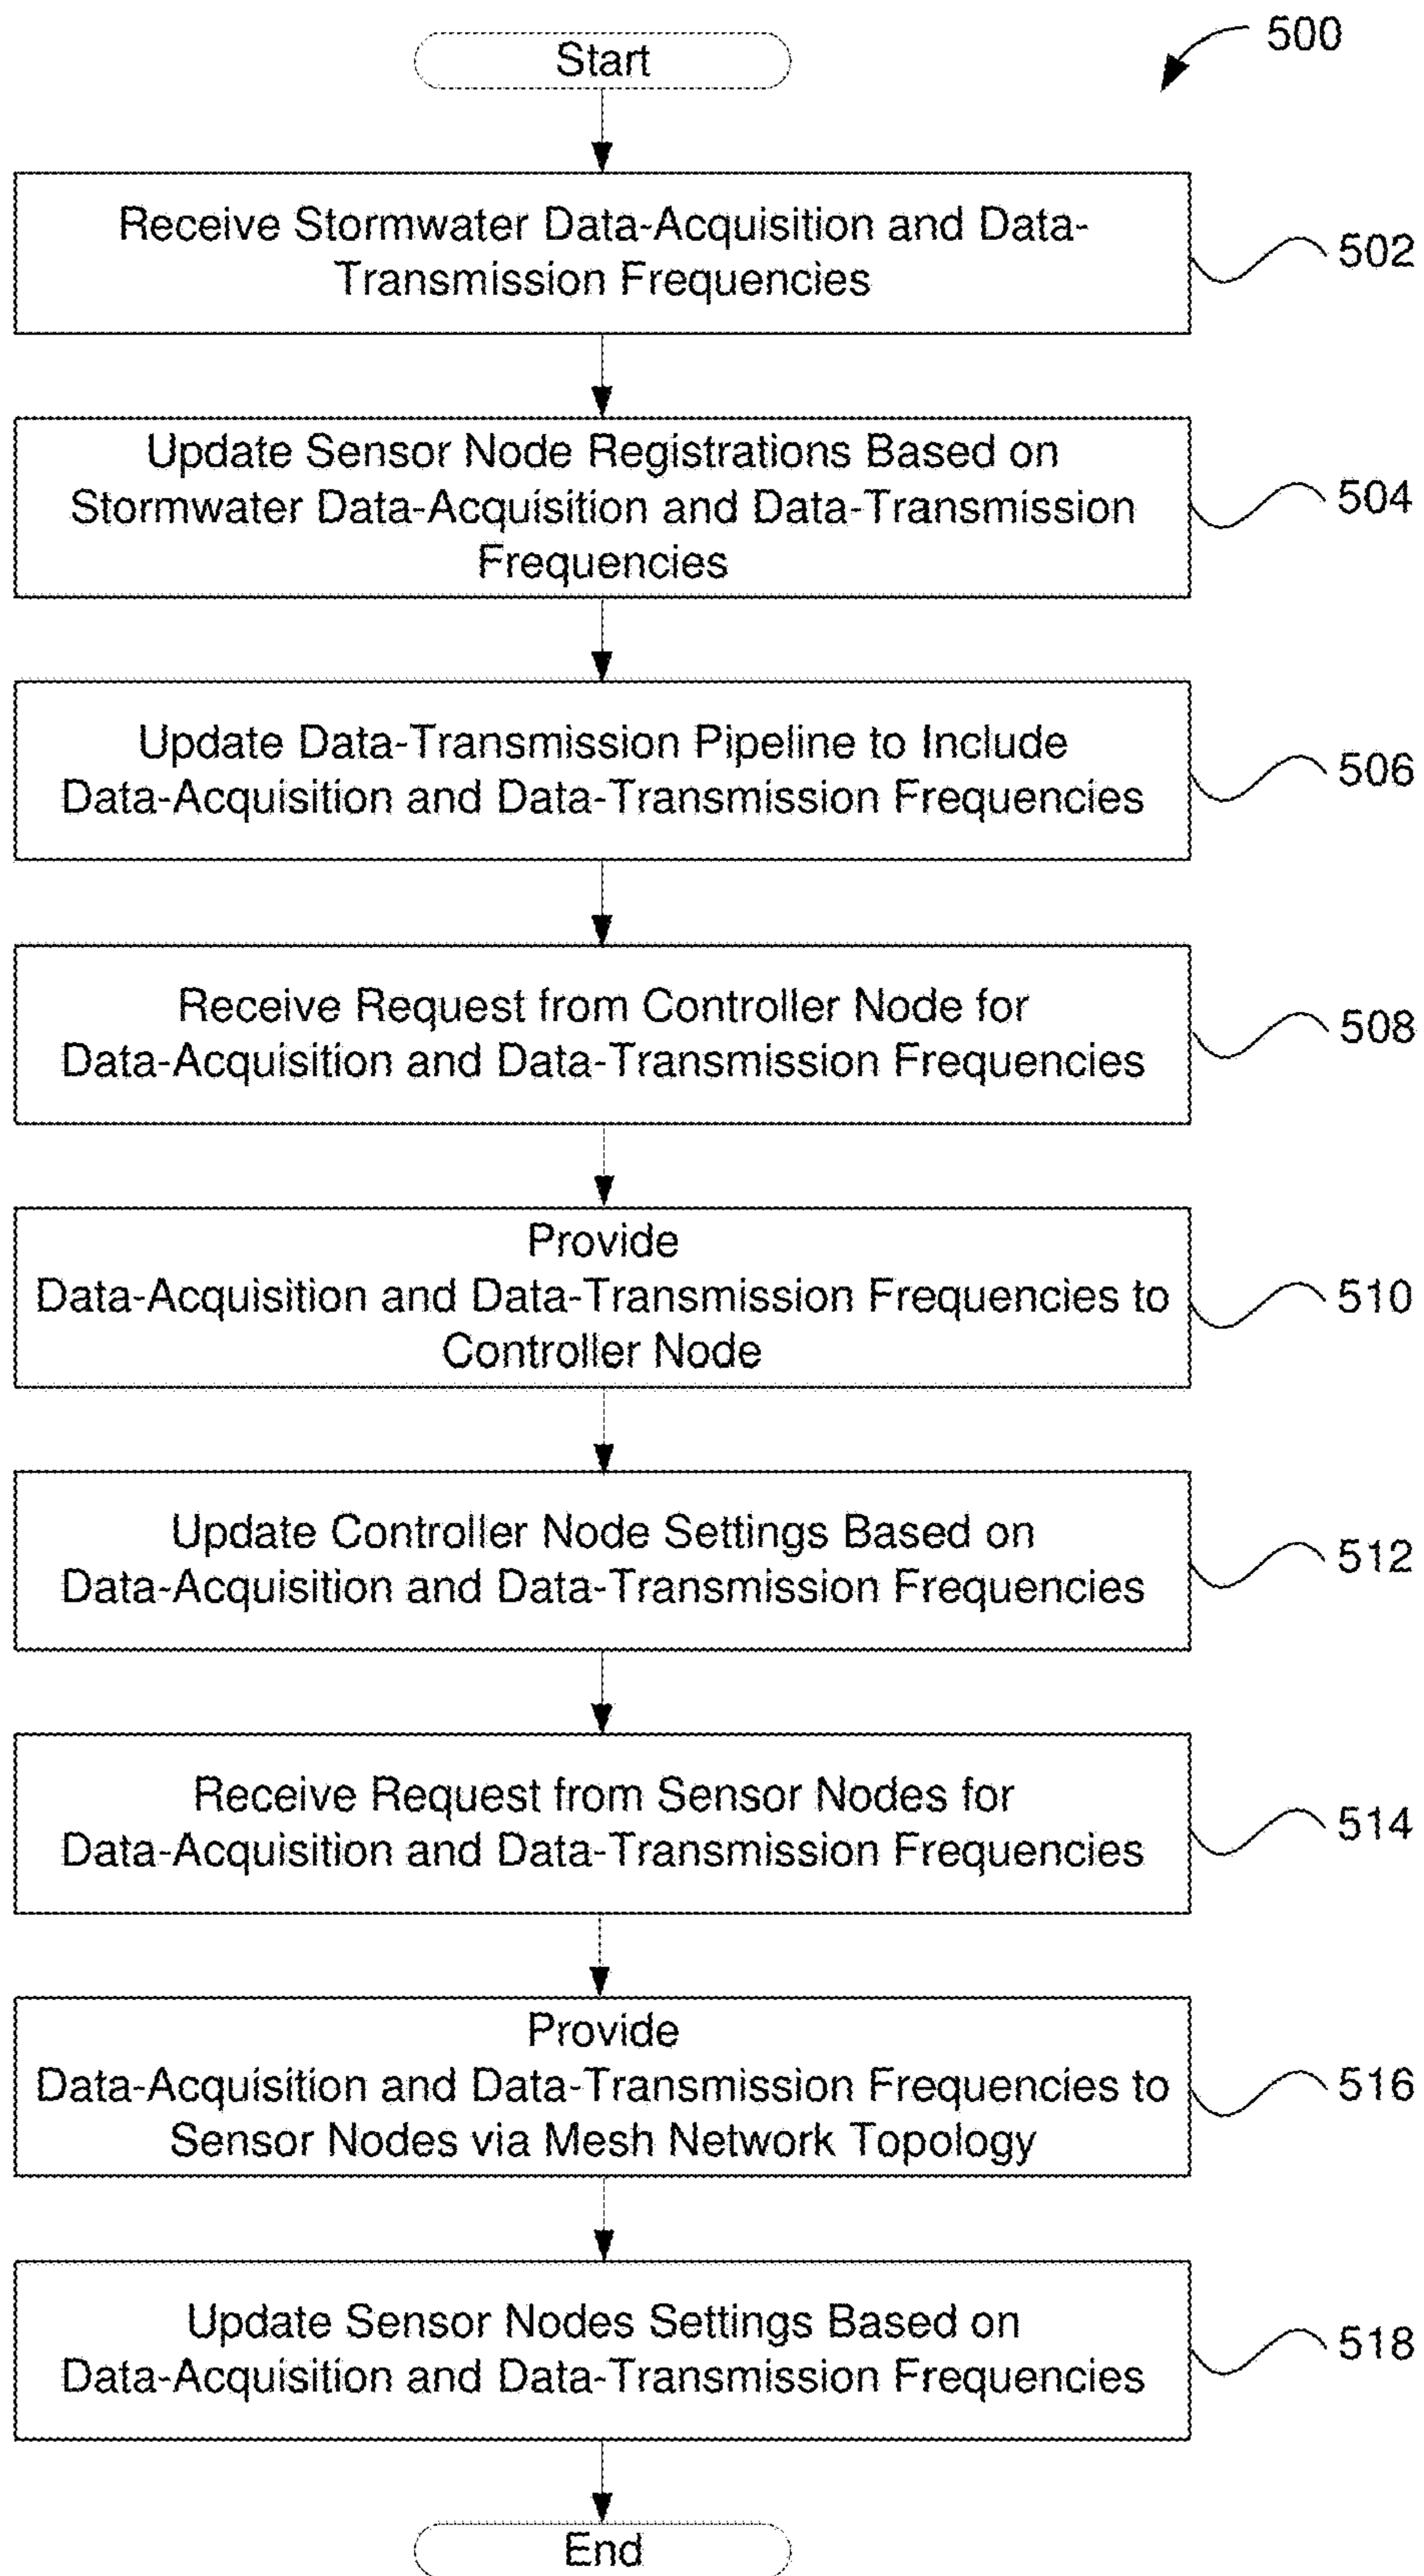 500
Start
Receive Stormwater Data-Acquisition and Data-
Transmission Frequencies
502
Update Sensor Node Registrations Based on
Stormwater Data-Acquisition and Data-Transmission
Frequencies
504
Update Data-Transmission Pipeline to Include
Data-Acquisition and Data-Transmission Frequencies
506
Receive Request from Controller Node for
Data-Acquisition and Data-Transmission Frequencies
508
Provide
Data-Acquisition and Data-Transmission Frequencies to
Controller Node
510
Update Controller Node Settings Based on
Data-Acquisition and Data-Transmission Frequencies
512
Receive Request from Sensor Nodes for
Data-Acquisition and Data-Transmission Frequencies
514
Provide
Data-Acquisition and Data-Transmission Frequencies to
Sensor Nodes via Mesh Network Topology
516
Update Sensor Nodes Settings Based on
Data-Acquisition and Data-Transmission Frequencies
518
End